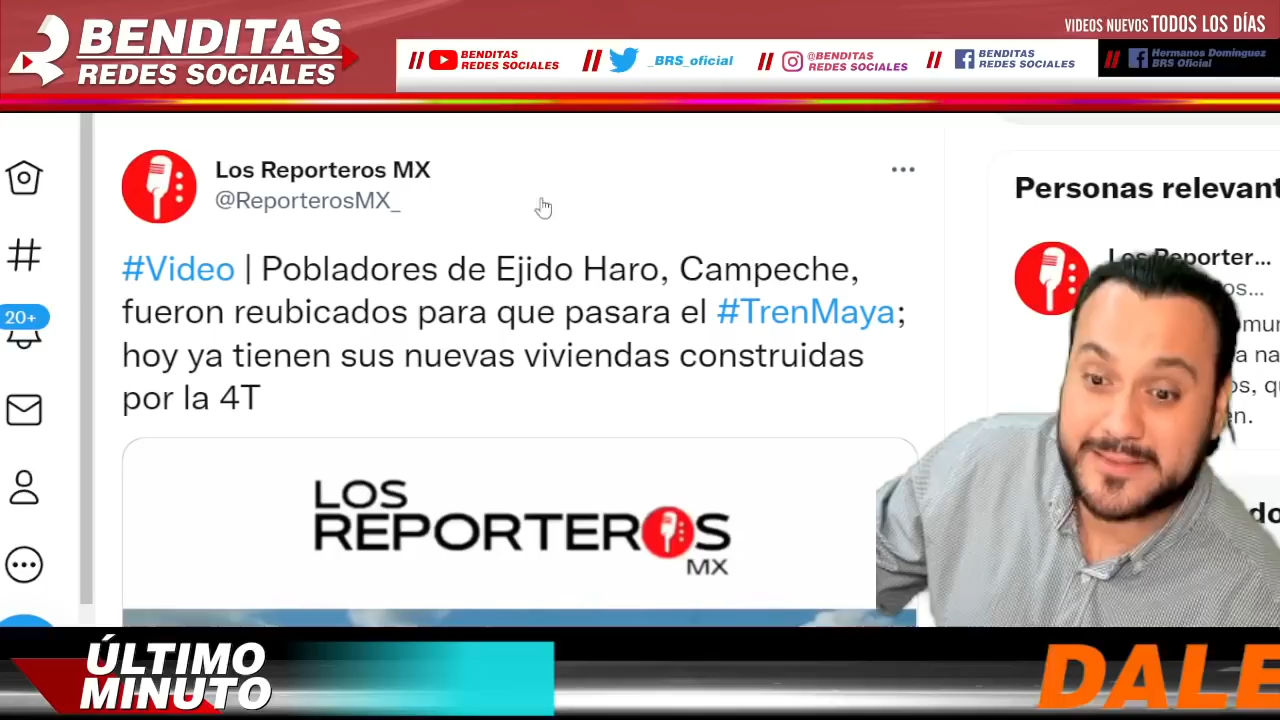 BENDITAS
REDES SOCIALES
VIDEOS NUEVOS TODOS LOS DÍAS
// BENDITAS
REDES SOCIALES
// _BRS_oficial
// @BENDITAS
REDES SOCIALES
// BENDITAS
REDES SOCIALES
// Hermanos Domínguez
BRS Oficial
Los Reporteros MX
@ReporterosMX_
#Video | Pobladores de Ejido Haro, Campeche,
fueron reubicados para que pasara el #TrenMaya;
hoy ya tienen sus nuevas viviendas construidas
por la 4T
20+
LOS
REPORTEROS
MX
Personas relevant
Los Reporter...
os...
ÚLTIMO
MINUTO
DALE